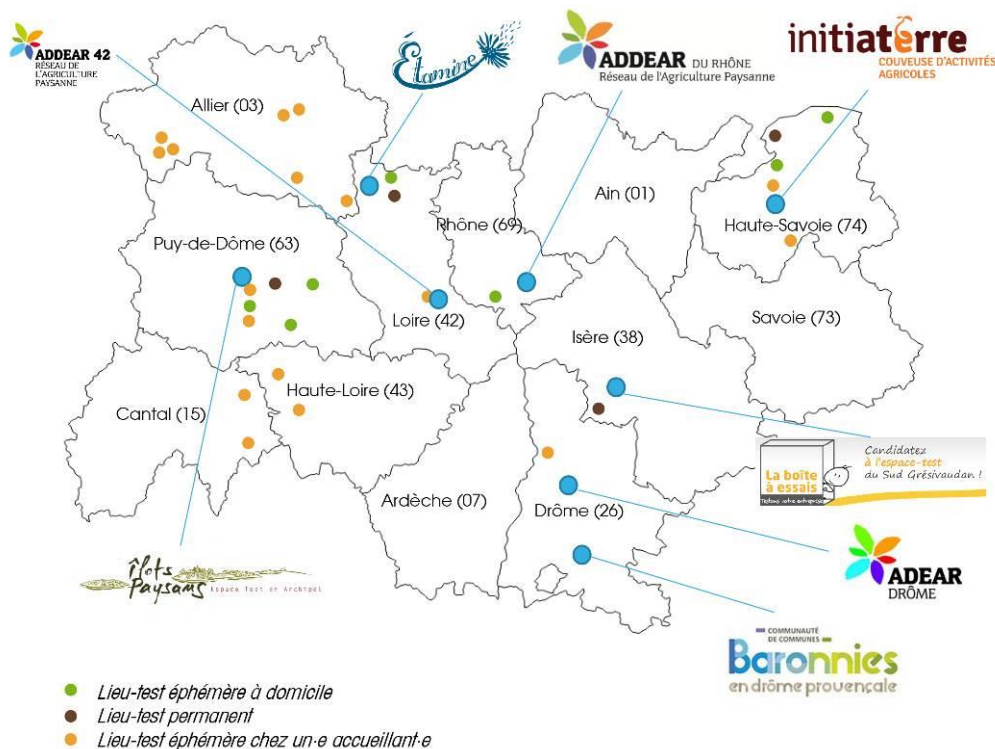 ADDEAR 42
RÉSEAU DE
L'AGRICULTURE
PAYSANNE
Étamine
ADDEAR DU RHÔNE
Réseau de l'Agriculture Paysanne
initiaterre
COUVEUSE D'ACTIVITÉS
AGRICOLES
Allier (03)
Ain (01)
Rhône (69)
Haute-Savoie (74)
Puy-de-Dôme (63)
Loire (42)
Savoie (73)
Isère (38)
Haute-Loire (43)
Cantal (15)
Ardèche (07)
Drôme (26)
La boîte
à essais
Testons votre entreprise
Candidatez
à l'espace-test
du Sud Grésivaudan !
îlots
Paysans Espace Test en Archipel
ADEAR
DRÔME
COMMUNAUTÉ
DE COMMUNES
Baronnies
en drôme provençale
Lieu-test éphémère à domicile
Lieu-test permanent
Lieu-test éphémère chez un·e accueillant·e